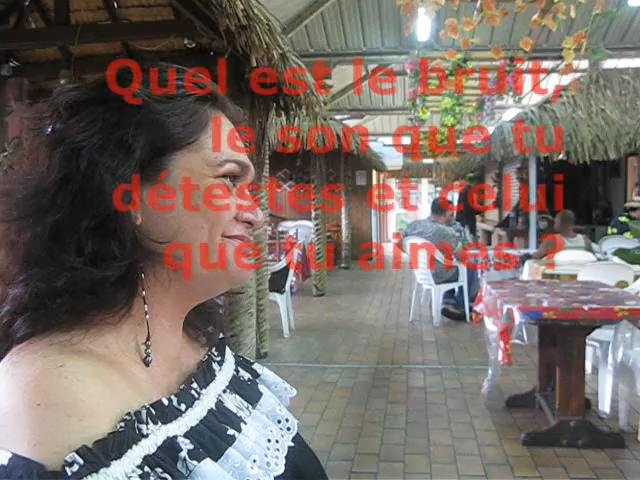 Quel est le bruit,
le son que tu
détestes et celui
que tu aimes ?